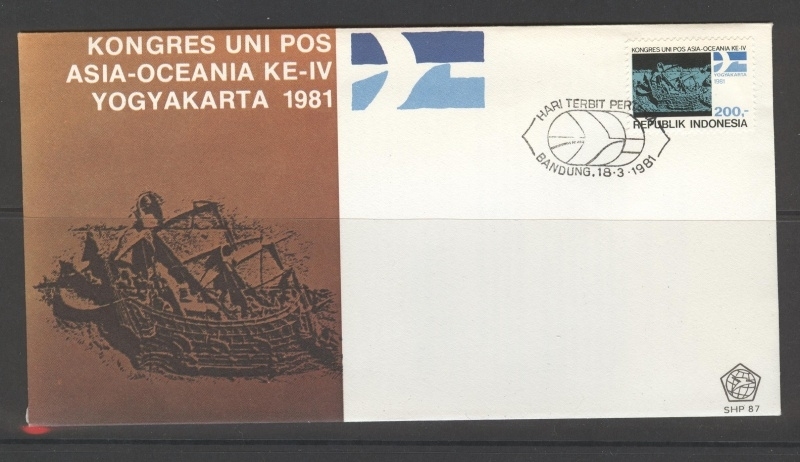 KONGRES UNI POS
ASIA-OCEANIA KE-IV
YOGYAKARTA 1981
KONGRES UNI POS ASIA-OCEANIA KE-IV
YOGYAKARTA
1981
200,-
REPUBLIK INDONESIA
HARI TERBIT
BANDUNG, 18-3-1981
SHP 87